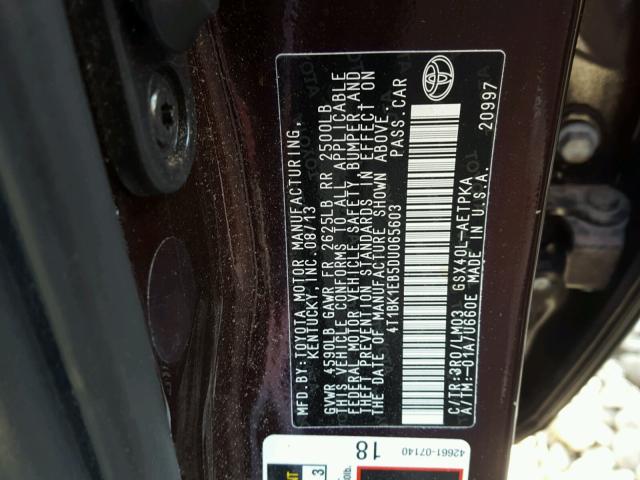 MFD.BY:TOYOTA MOTOR MANUFACTURING,
KENTUCKY, INC. 08/13
GVWR 4590LB GAWR FR 2625LB RR 2500LB
THIS VEHICLE CONFORMS TO ALL APPLICABLE
FEDERAL MOTOR VEHICLE SAFETY, BUMPER, AND
THEFT PREVENTION STANDARDS IN EFFECT ON
THE DATE OF MANUFACTURE SHOWN ABOVE.
4T1BK1EB5DU065603 PASS.CAR
C/TR:3R0/LM03 GSX40L-AETPKA
A/TM:-01A/U660E MADE IN U.S.A.
20997
42661-07140
18
3